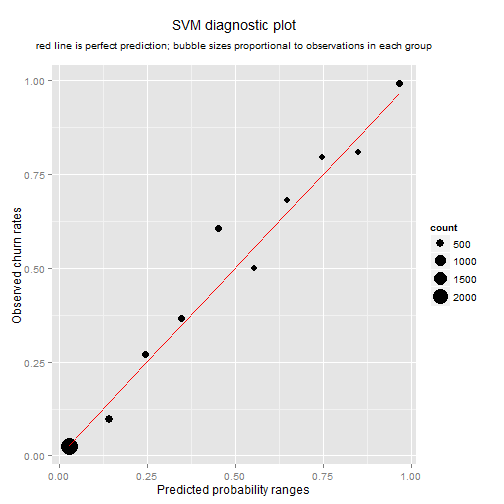 SVM diagnostic plot
red line is perfect prediction; bubble sizes proportional to observations in each group
1.00
0.75
0.50
0.25
0.00
Observed churn rates
0.00 0.25 0.50 0.75 1.00
Predicted probability ranges
count
500
1000
1500
2000